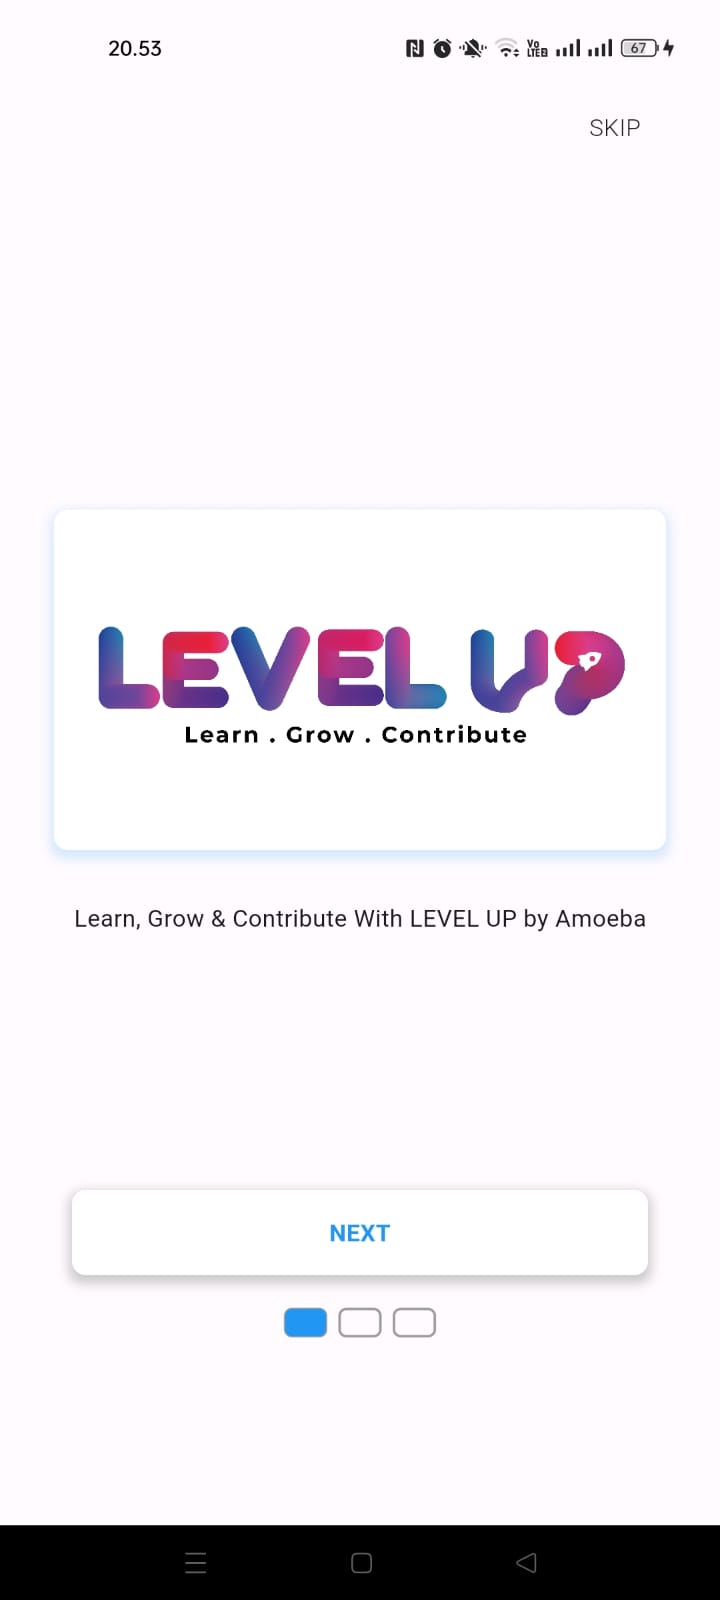 20.53
Vo
LTE2
67
SKIP
LEVEL UP
Learn . Grow . Contribute
Learn, Grow & Contribute With LEVEL UP by Amoeba
NEXT